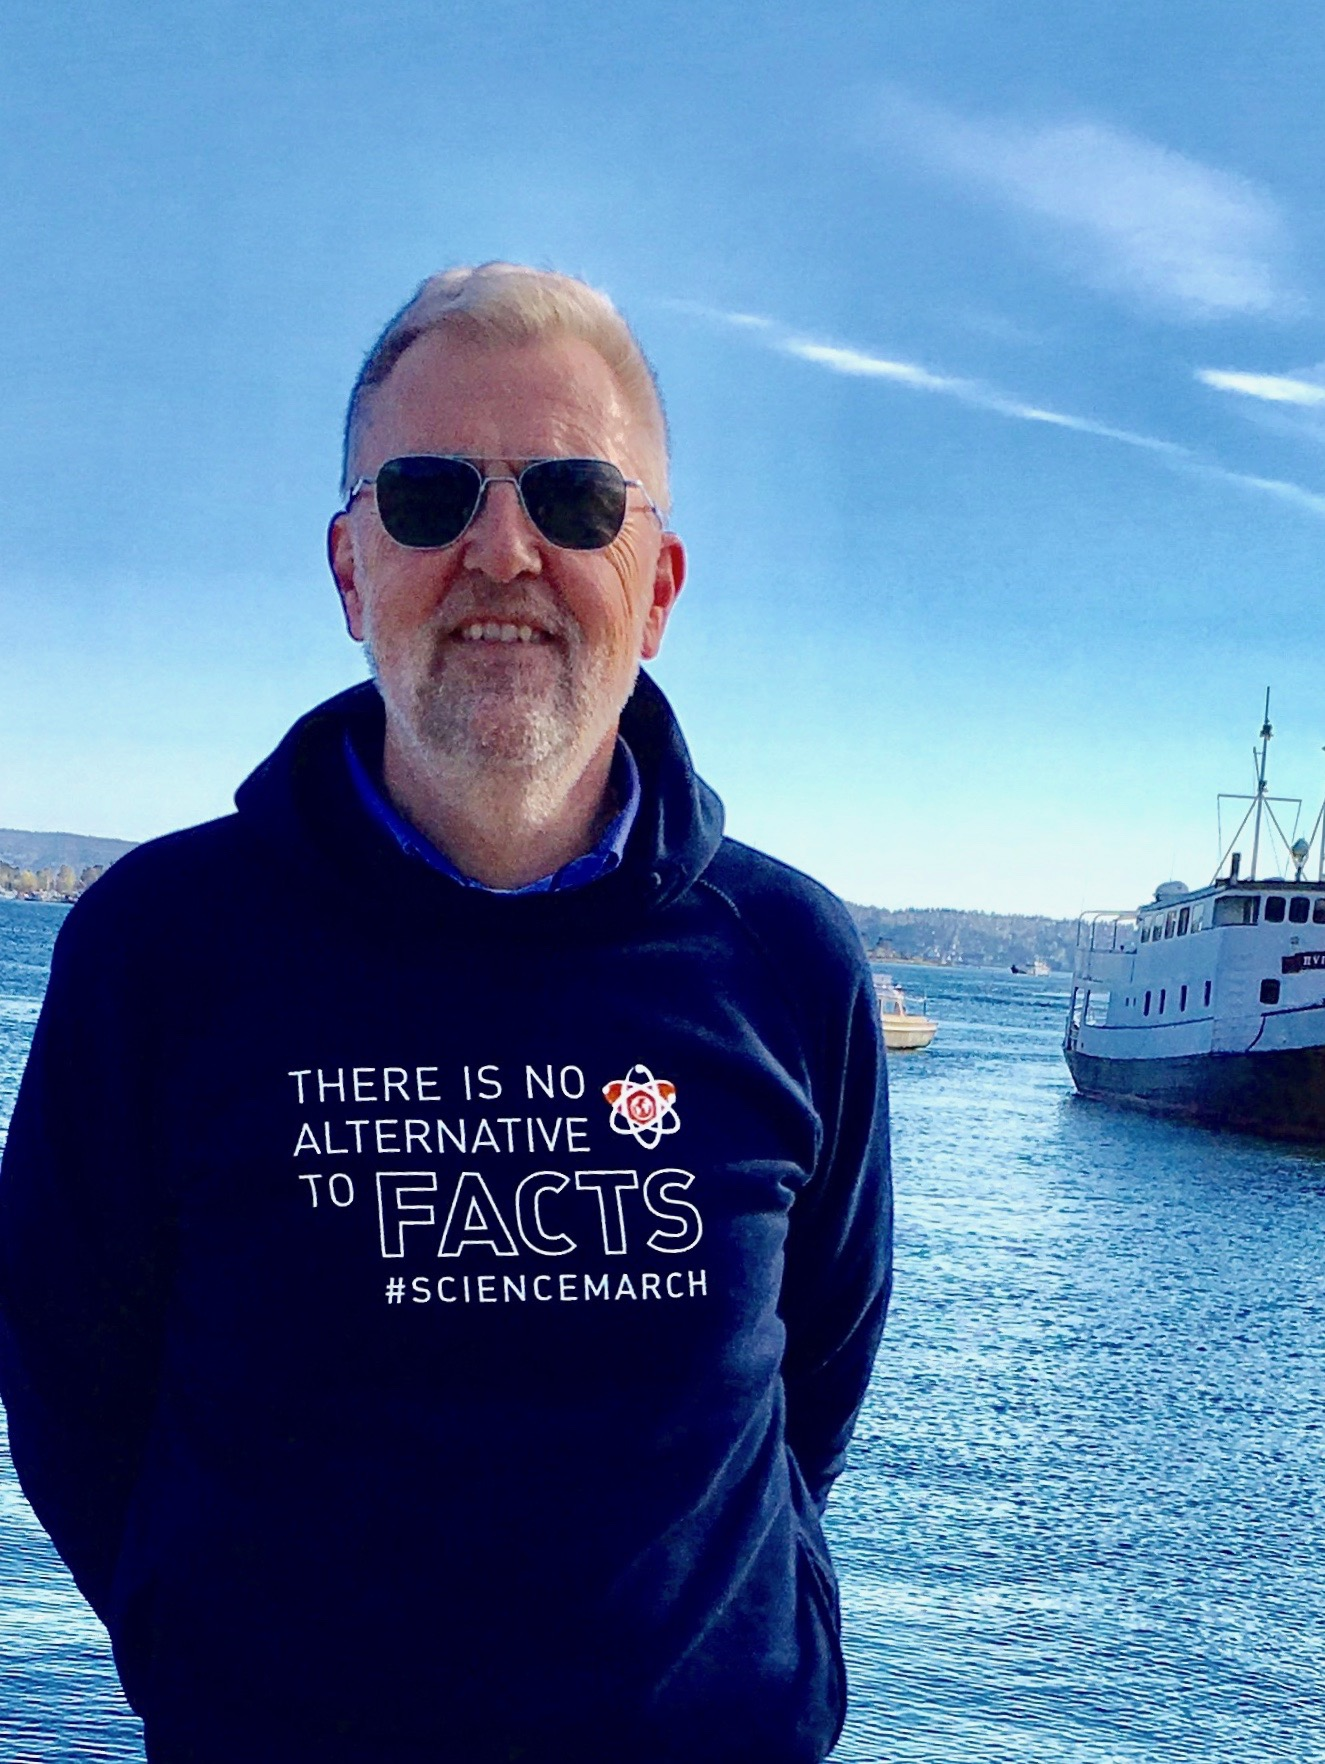 THERE IS NO
ALTERNATIVE
TO FACTS
#SCIENCEMARCH